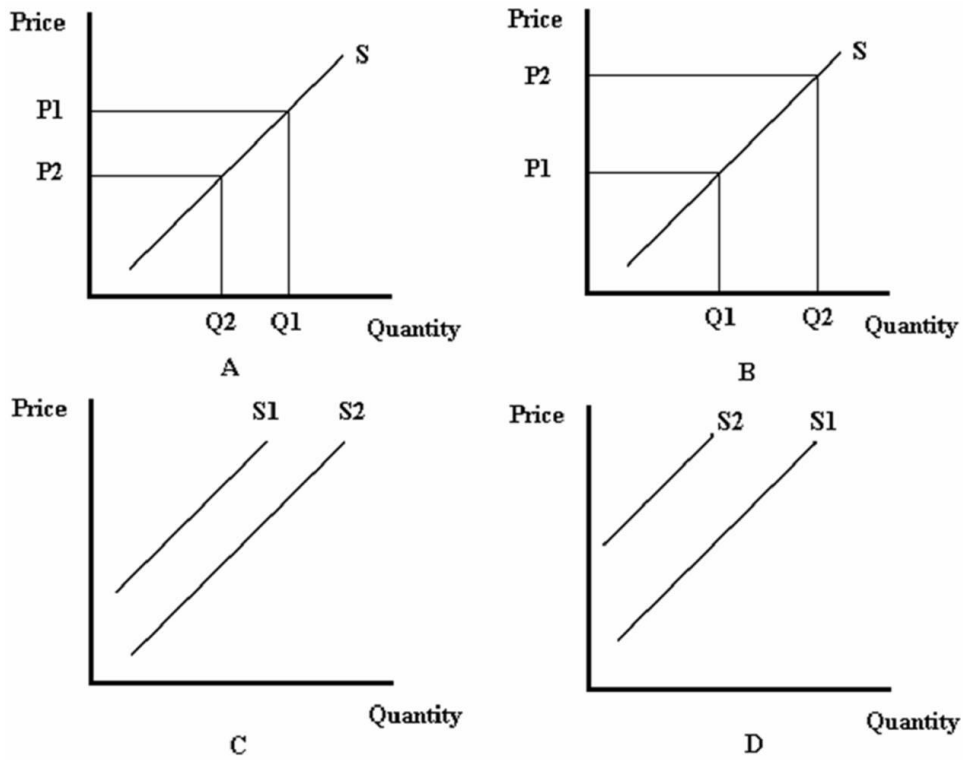 Price
S
P1
P2
Q2 Q1
Quantity
A
Price
S
P2
P1
Q1 Q2
Quantity
B
Price
S1 S2
Quantity
C
Price
S2 S1
Quantity
D